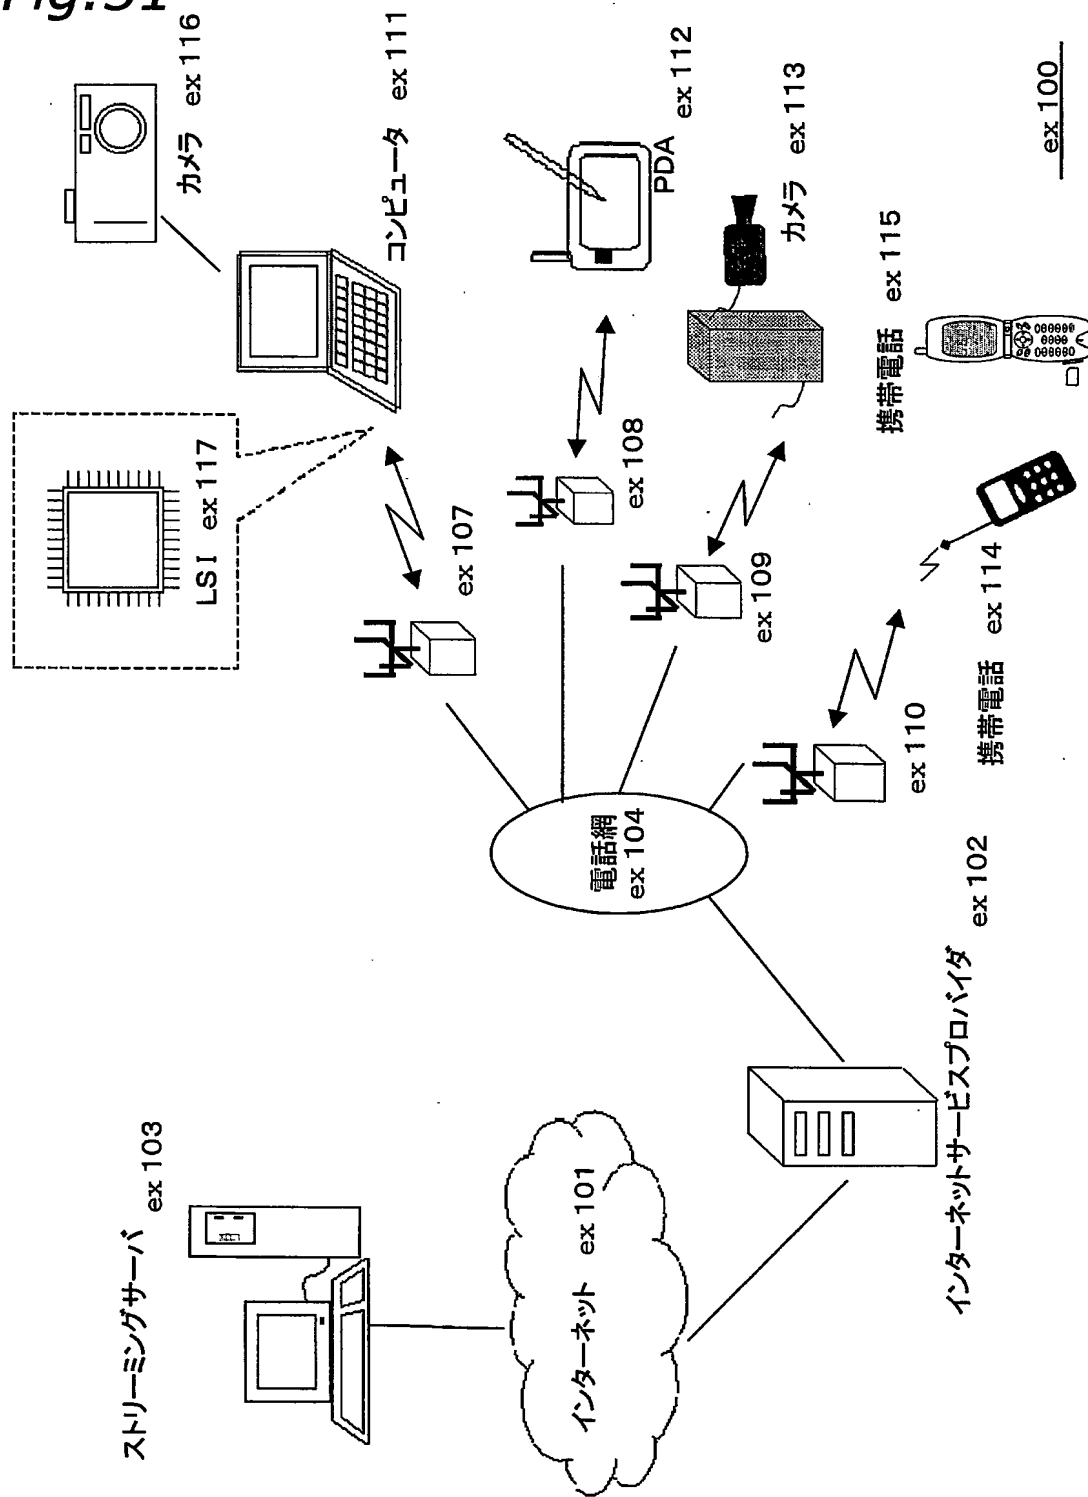 Fig.31
カメラ ex 116
コンピュータ ex 111
LSI ex 117
PDA
ex 112
カメラ ex 113
携帯電話 ex 115
ex 100
ex 107
ex 108
ex 109
ex 110
携帯電話 ex 114
電話網
ex 104
ストリーミングサーバ
ex 103
インターネット ex 101
インターネットサービスプロバイダ
ex 102